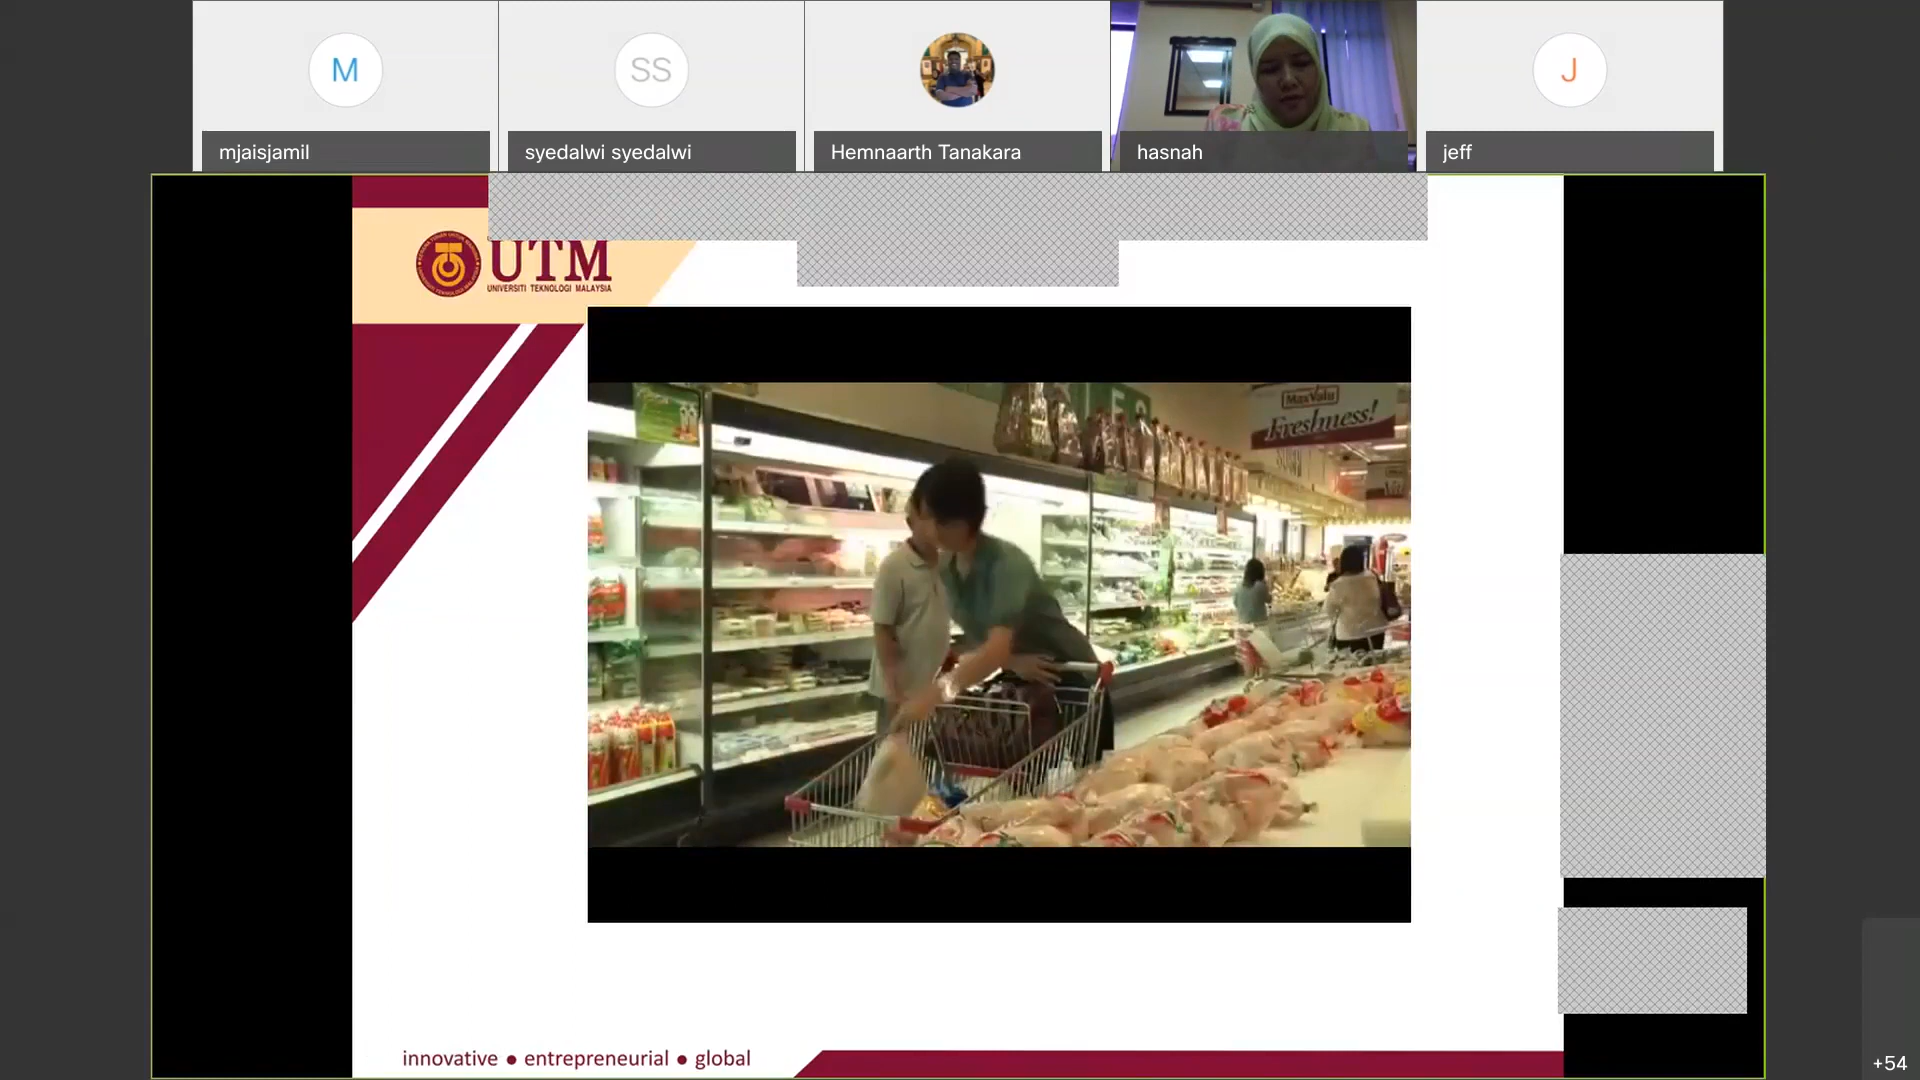 M
SS
J
mjaisjamil
syedalwi syedalwi
Hemnaarth Tanakara
hasnah
jeff
UTM
UNIVERSITI TEKNOLOGI MALAYSIA
MaxValu
Freshness!
innovative ● entrepreneurial ● global
+54